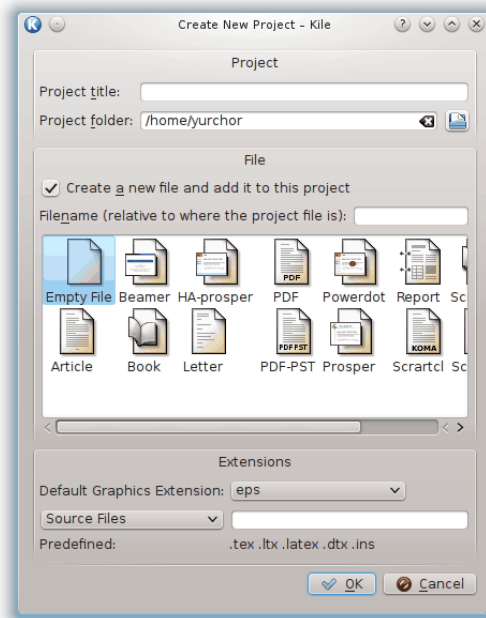 Create New Project – Kile
Project
Project title:
Project folder: /home/yurchor
File
Create a new file and add it to this project
Filename (relative to where the project file is):
PDF
Empty File Beamer HA-prosper PDF Powerdot Report Sc
PDF PST KOMA
Article Book Letter PDF-PST Prosper Scrartcl Sc
Extensions
Default Graphics Extension: eps
Source Files
Predefined: .tex .ltx .latex .dtx .ins
OK Cancel